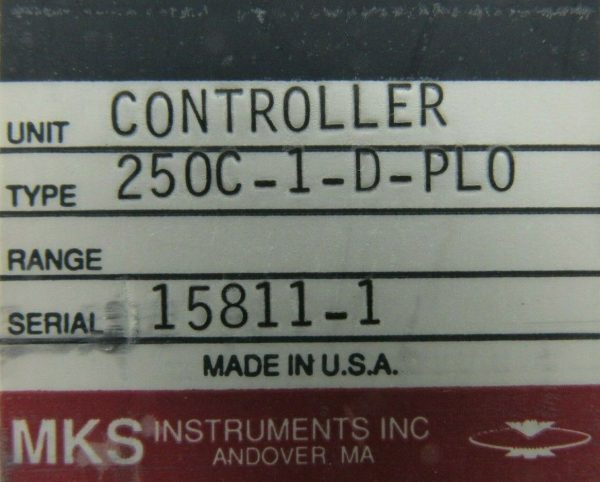 UNIT CONTROLLER
TYPE 250C-1-D-PLO
RANGE
SERIAL 15811-1
MADE IN U.S.A.
MKS INSTRUMENTS INC
ANDOVER MA